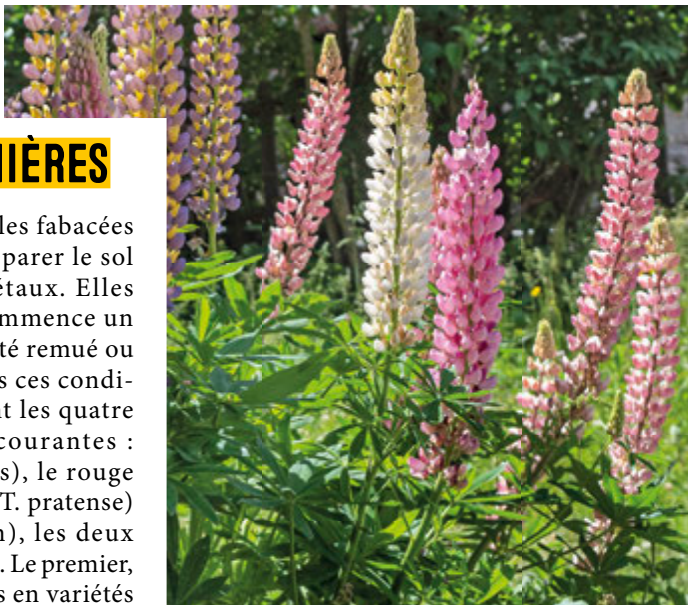 IÈRES
les fabacées
parer le sol
étaux. Elles
mmence un
té remué ou
s ces condi-
t les quatre
courantes :
s), le rouge
T. pratense)
n), les deux
. Le premier,
s en variétés